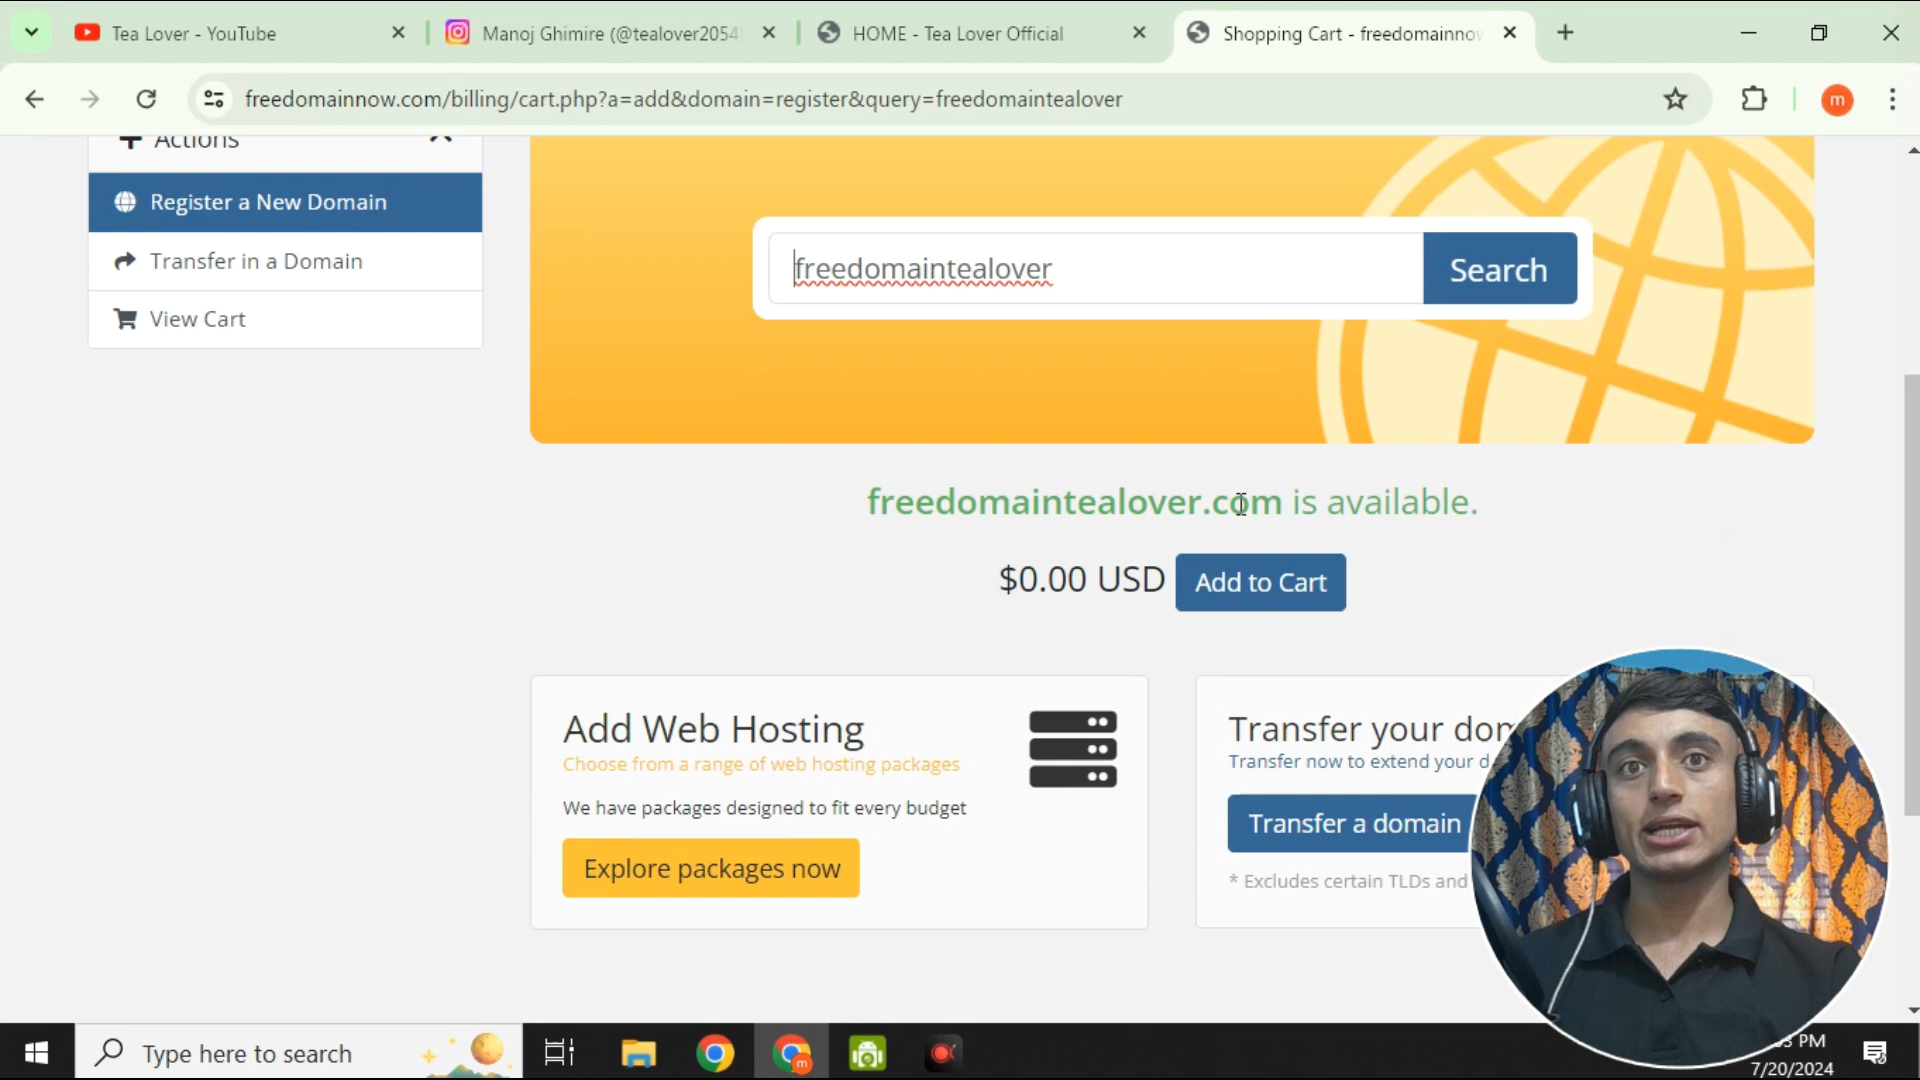 Tea Lover - YouTube
Manoj Ghimire (@tealover2054
HOME - Tea Lover Official
Shopping Cart - freedomainnow
freedomainnow.com/billing/cart.php?a=add&domain=register&query=freedomaintealover
m
Actions
Register a New Domain
Transfer in a Domain
View Cart
freedomaintealover
Search
freedomaintealover.com is available.
$0.00 USD
Add to Cart
Add Web Hosting
Choose from a range of web hosting packages
We have packages designed to fit every budget
Explore packages now
Transfer your dom
Transfer now to extend your d
Transfer a domain
* Excludes certain TLDs and
Type here to search
m
PM
7/20/2024